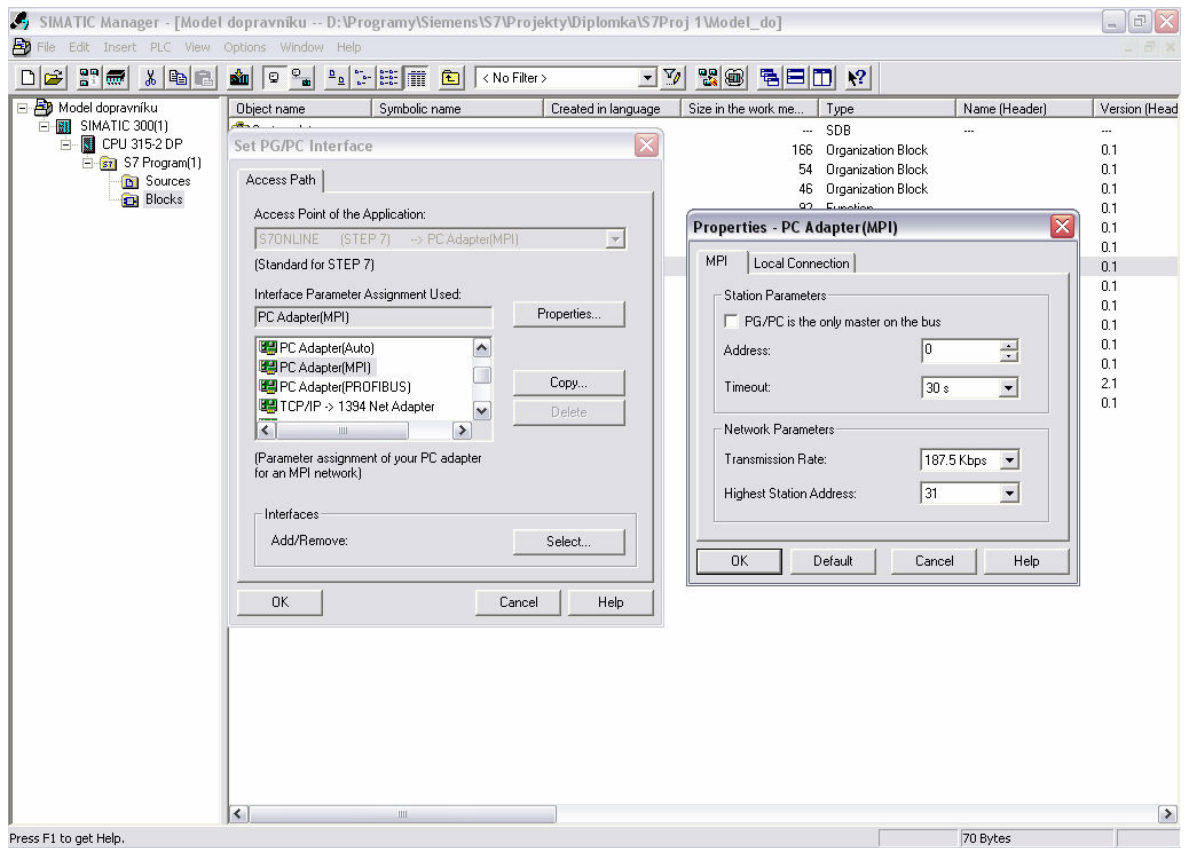 SIMATIC Manager - [Model dopravníku -- D:\Programy\Siemens\S7\Projekty\Diplomka\S7Proj 1\Model_do]
File Edit Insert PLC View Options Window Help
< No Filter >
Model dopravníku
SIMATIC 300(1)
CPU 315-2 DP
S7 Program(1)
Sources
Blocks
Object name Symbolic name Created in language Size in the work me... Type Name (Header) Version (Head
--- SDB --- ---
166 Organization Block 0.1
54 Organization Block 0.1
46 Organization Block 0.1
92 Function 0.1
0.1
0.1
0.1
0.1
0.1
0.1
0.1
0.1
2.1
0.1
Set PG/PC Interface
Access Path
Access Point of the Application:
S7ONLINE (STEP 7) --> PC Adapter(MPI)
(Standard for STEP 7)
Interface Parameter Assignment Used:
PC Adapter(MPI)
Properties...
PC Adapter(Auto)
PC Adapter(MPI)
PC Adapter(PROFIBUS)
TCP/IP -> 1394 Net Adapter
Copy...
Delete
(Parameter assignment of your PC adapter
for an MPI network)
Interfaces
Add/Remove:
Select...
OK Cancel Help
Properties - PC Adapter(MPI)
MPI Local Connection
Station Parameters
PG/PC is the only master on the bus
Address: 0
Timeout: 30 s
Network Parameters
Transmission Rate: 187.5 Kbps
Highest Station Address: 31
OK Default Cancel Help
Press F1 to get Help.
70 Bytes